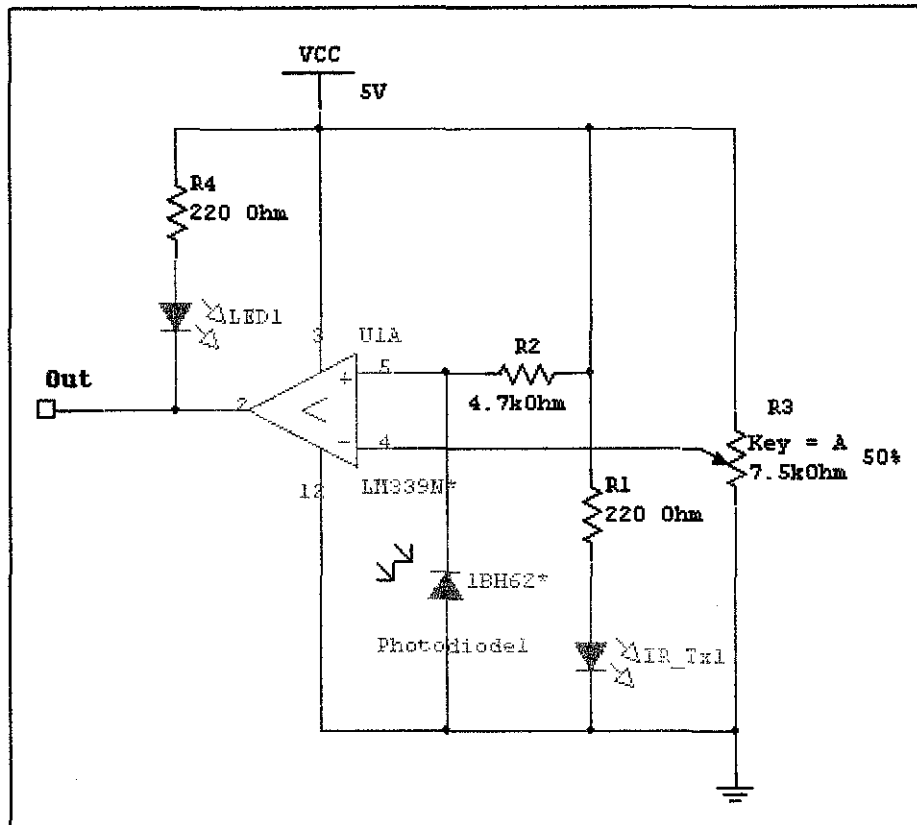 VCC
5V
R4
220 Ohm
LED1
3
U1A
+
5
R2
4.7kOhm
Out
2
<
-
4
R3
Key = A
7.5kOhm
50%
12
LM339N*
R1
220 Ohm
1BH62*
Photodiode1
IR_Tx1